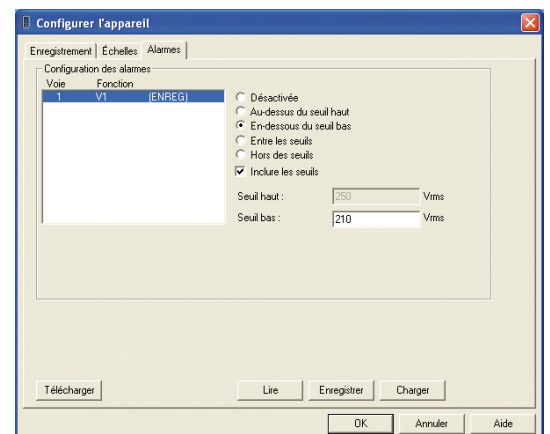 Configurer l'appareil
Enregistrement Échelles Alarmes
Configuration des alarmes
Voie Fonction
1 V1 (ENREG)
Désactivée
Au-dessus du seuil haut
En-dessous du seuil bas
Entre les seuils
Hors des seuils
Inclure les seuils
Seuil haut : 250 Vrms
Seuil bas : 210 Vrms
Télécharger Lire Enregistrer Charger
OK Annuler Aide